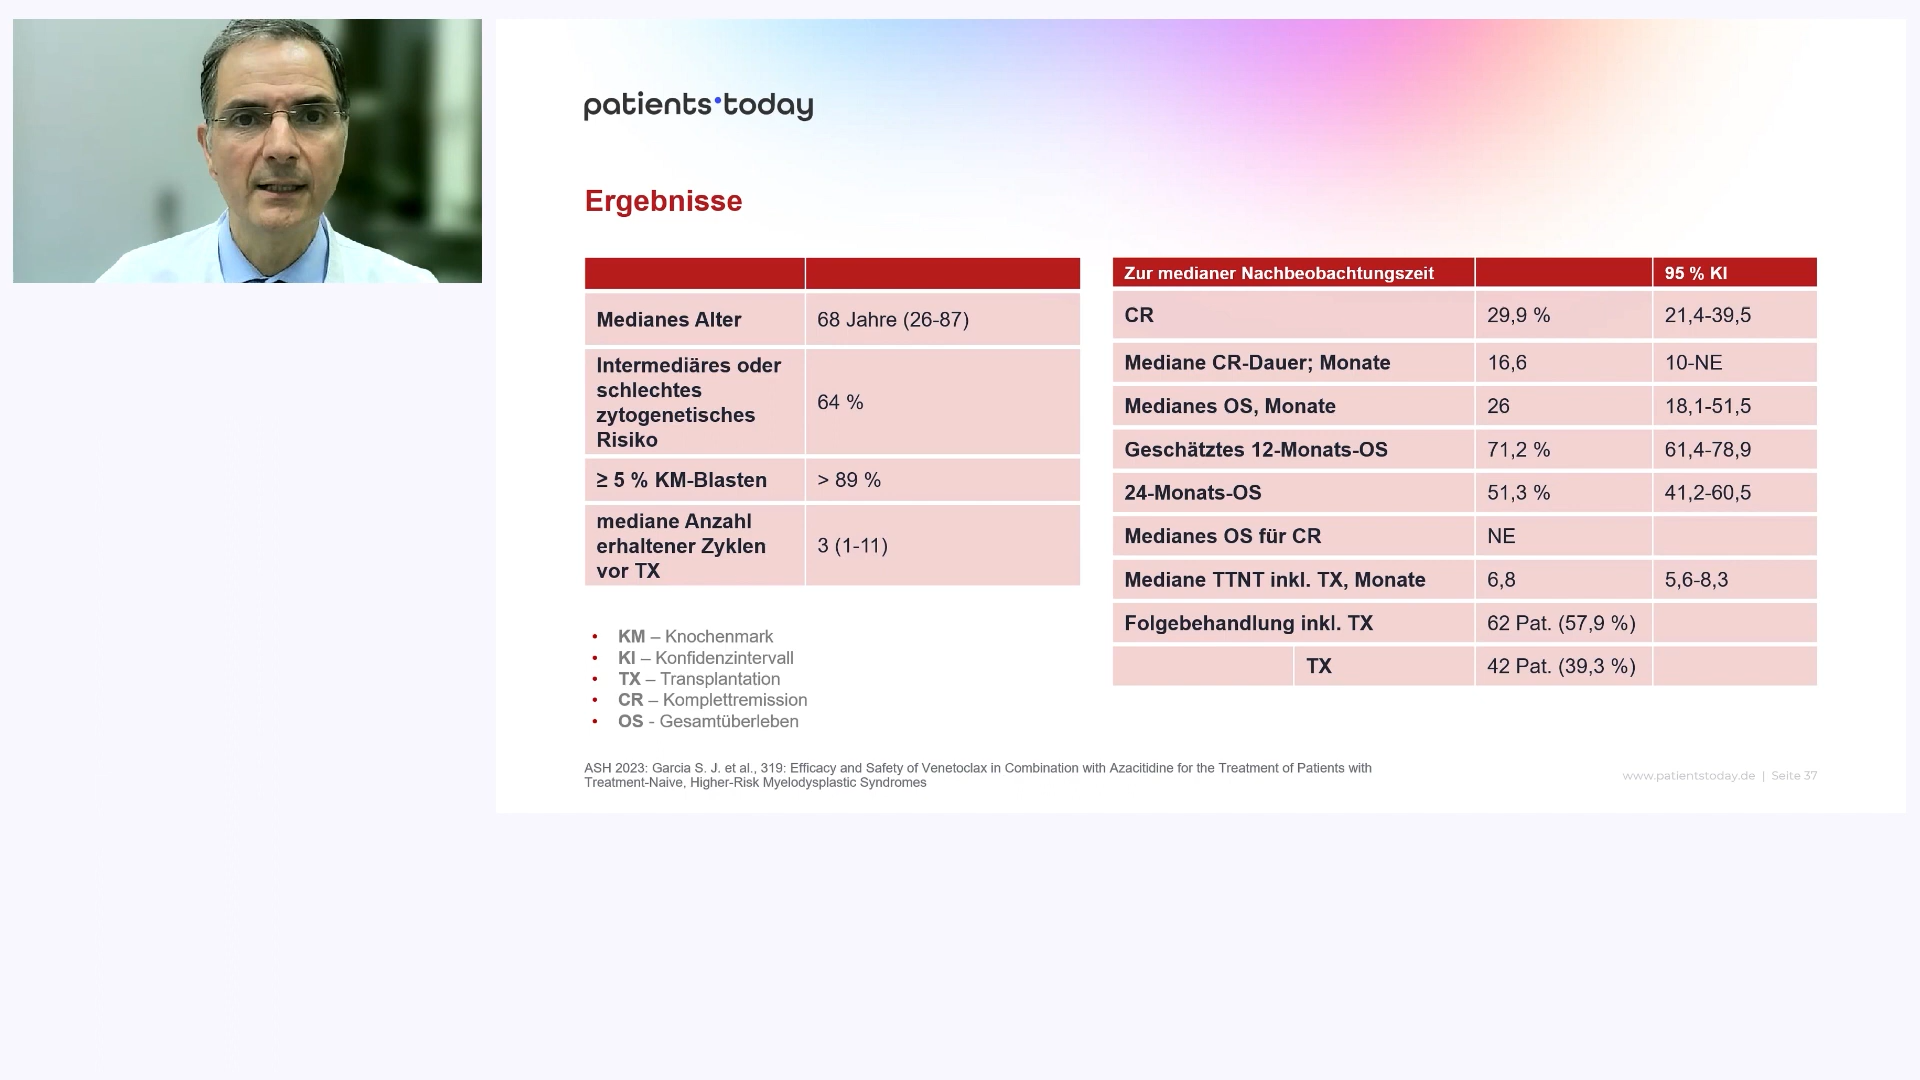 patients•today
Ergebnisse
Medianes Alter 68 Jahre (26-87)
Intermediäres oder
schlechtes
zytogenetisches
Risiko
64 %
≥ 5 % KM-Blasten > 89 %
mediane Anzahl
erhaltener Zyklen
vor TX
3 (1-11)
• KM – Knochenmark
• KI – Konfidenzintervall
• TX – Transplantation
• CR – Komplettremission
• OS - Gesamtüberleben
Zur medianer Nachbeobachtungszeit 95 % KI
CR 29,9 % 21,4-39,5
Mediane CR-Dauer; Monate 16,6 10-NE
Medianes OS, Monate 26 18,1-51,5
Geschätztes 12-Monats-OS 71,2 % 61,4-78,9
24-Monats-OS 51,3 % 41,2-60,5
Medianes OS für CR NE
Mediane TTNT inkl. TX, Monate 6,8 5,6-8,3
Folgebehandlung inkl. TX 62 Pat. (57,9 %)
TX 42 Pat. (39,3 %)
ASH 2023: Garcia S. J. et al., 319: Efficacy and Safety of Venetoclax in Combination with Azacitidine for the Treatment of Patients with
Treatment-Naive, Higher-Risk Myelodysplastic Syndromes
www.patientstoday.de | Seite 37